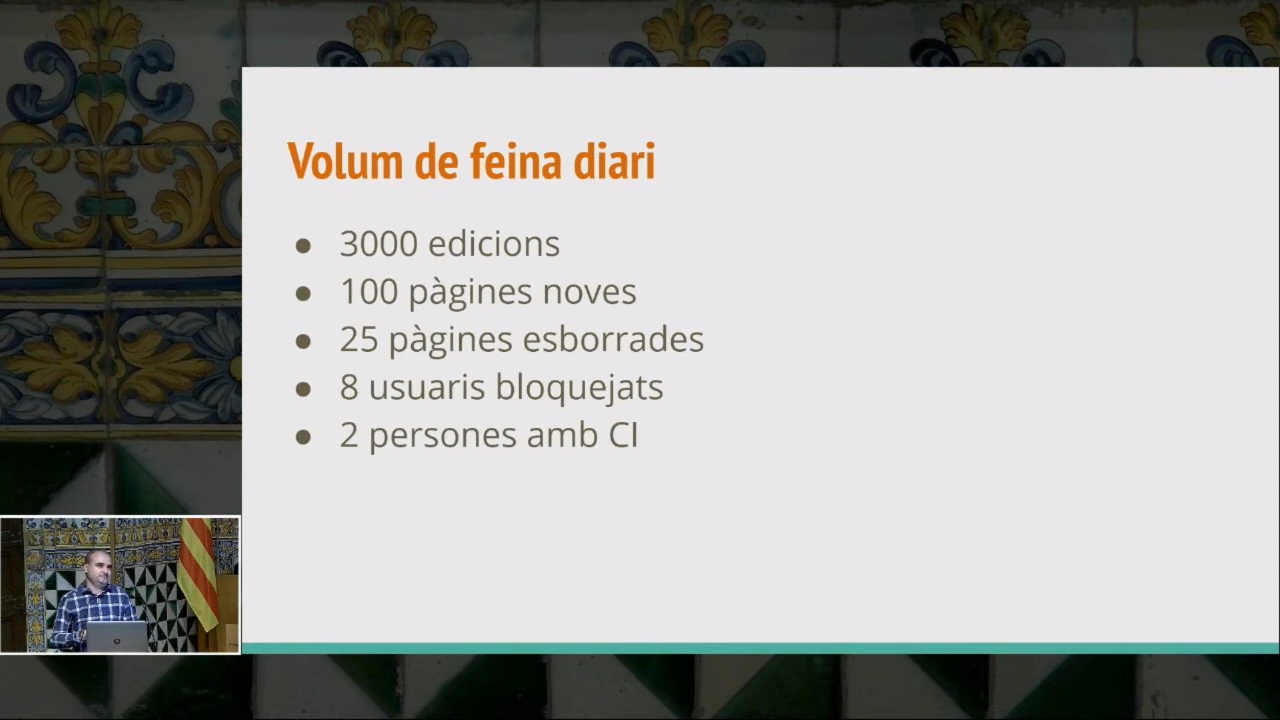 Volum de feina diari
● 3000 edicions
● 100 pàgines noves
● 25 pàgines esborrades
● 8 usuaris bloquejats
● 2 persones amb CI